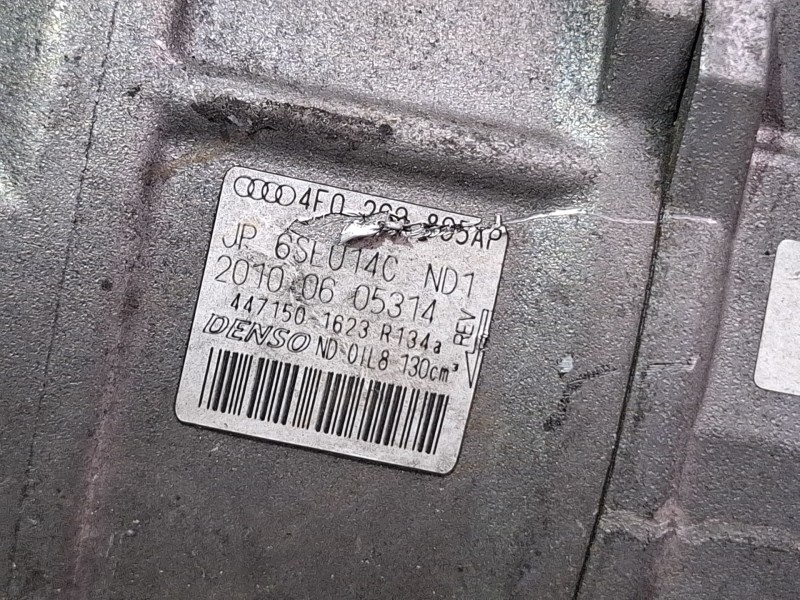 4F0 260 805AP
JP 6SEU14C ND1
2010 06 05314
447150 1623 R134a
DENSO ND OIL8 130cm³
REV